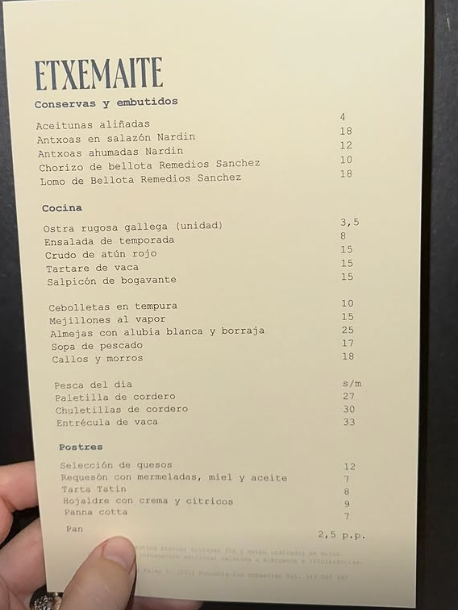 ETXEMAITE
Conservas y embutidos
Aceitunas aliñadas 4
Antxoas en salazón Nardin 18
Antxoas ahumadas Nardin 12
Chorizo de bellota Remedios Sanchez 10
Lomo de Bellota Remedios Sanchez 18
Cocina
Ostra rugosa gallega (unidad) 3,5
Ensalada de temporada 8
Crudo de atún rojo 15
Tartare de vaca 15
Salpicón de bogavante 15
Cebolletas en tempura 10
Mejillones al vapor 15
Almejas con alubia blanca y borraja 25
Sopa de pescado 17
Callos y morros 18
Pesca del dia s/m
Paletilla de cordero 27
Chuletillas de cordero 30
Entrécula de vaca 33
Postres
Selección de quesos 12
Requesón con mermeladas, miel y aceite 7
Tarta Tatin 8
Hojaldre con crema y citricos 9
Panna cotta 7
Pan 2,5 p.p.